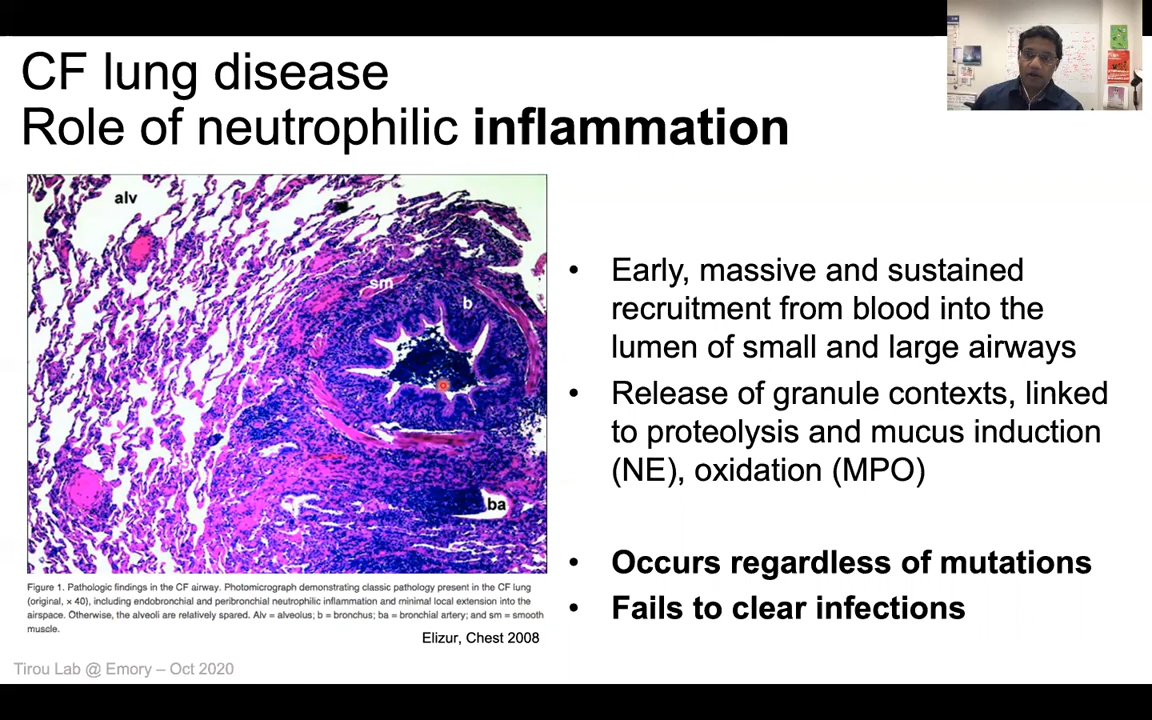 CF lung disease
Role of neutrophilic inflammation
alv
sm
b
ba
Figure 1. Pathologic findings in the CF airway. Photomicrograph demonstrating classic pathology present in the CF lung
(original, × 40), including endobronchial and peribronchial neutrophilic inflammation and minimal local extension into the
airspace. Otherwise, the alveoli are relatively spared. Alv = alveolus; b = bronchus; ba = bronchial artery; and sm = smooth
muscle.
Elizur, Chest 2008
• Early, massive and sustained
recruitment from blood into the
lumen of small and large airways
• Release of granule contexts, linked
to proteolysis and mucus induction
(NE), oxidation (MPO)
• Occurs regardless of mutations
• Fails to clear infections
Tirou Lab @ Emory – Oct 2020